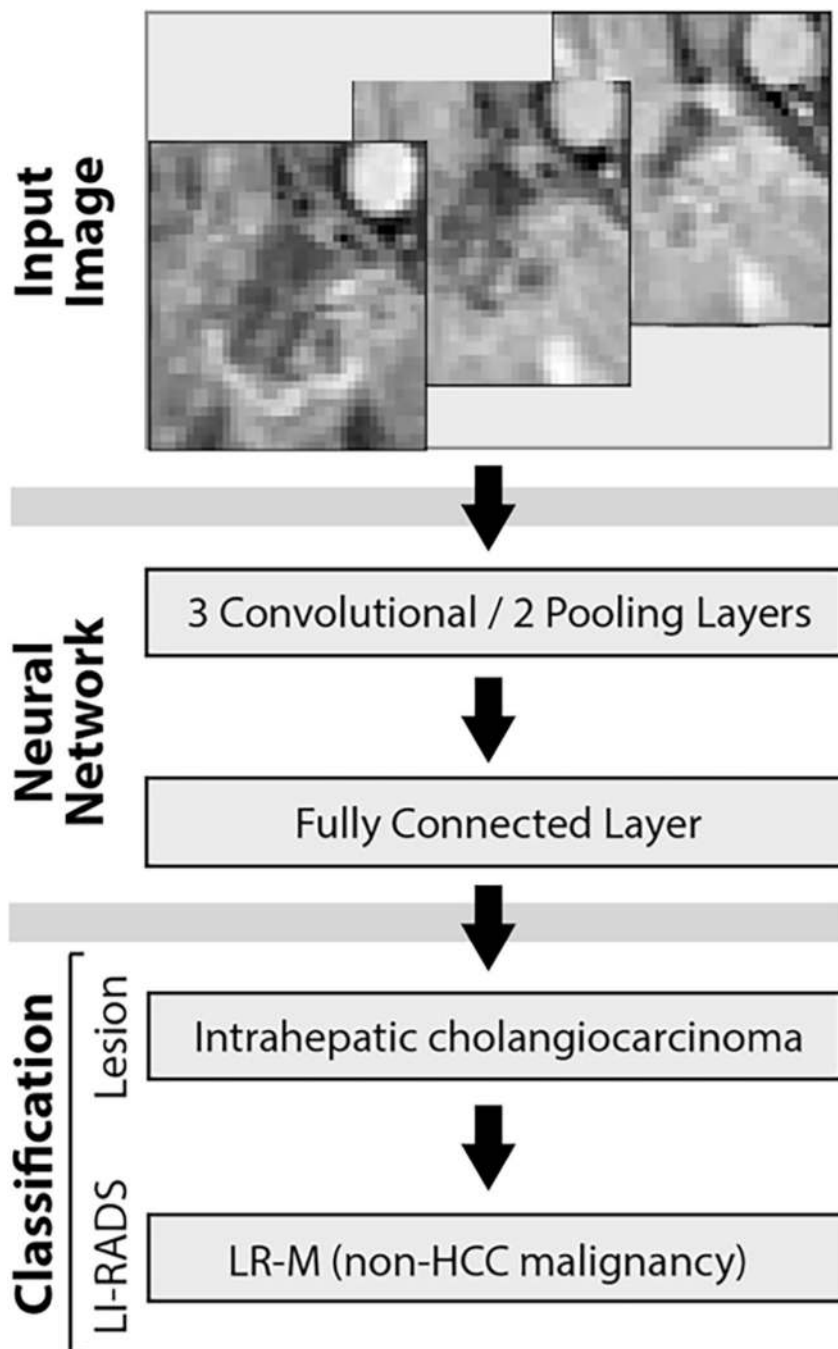 Input
Image
3 Convolutional / 2 Pooling Layers
Neural
Network
Fully Connected Layer
Classification
Lesion
Intrahepatic cholangiocarcinoma
LI-RADS
LR-M (non-HCC malignancy)